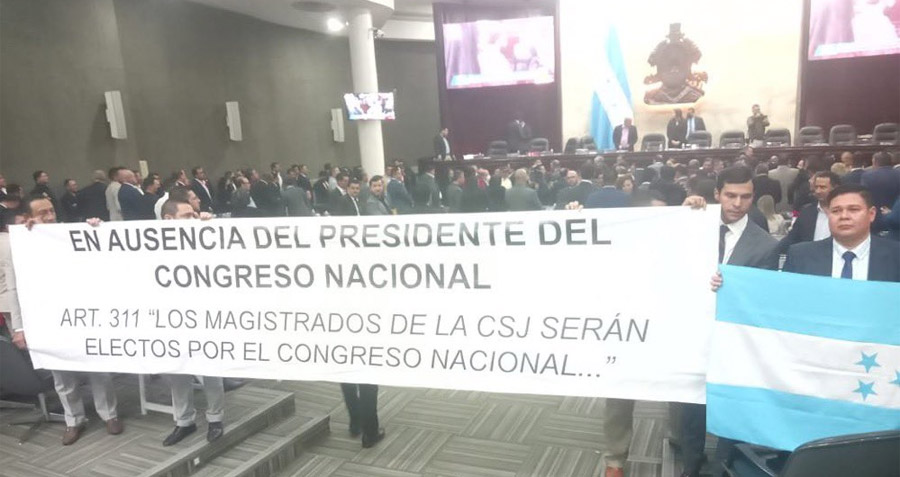 EN AUSENCIA DEL PRESIDENTE DEL
CONGRESO NACIONAL
ART. 311 “LOS MAGISTRADOS DE LA CSJ SERÁN
ELECTOS POR EL CONGRESO NACIONAL...”